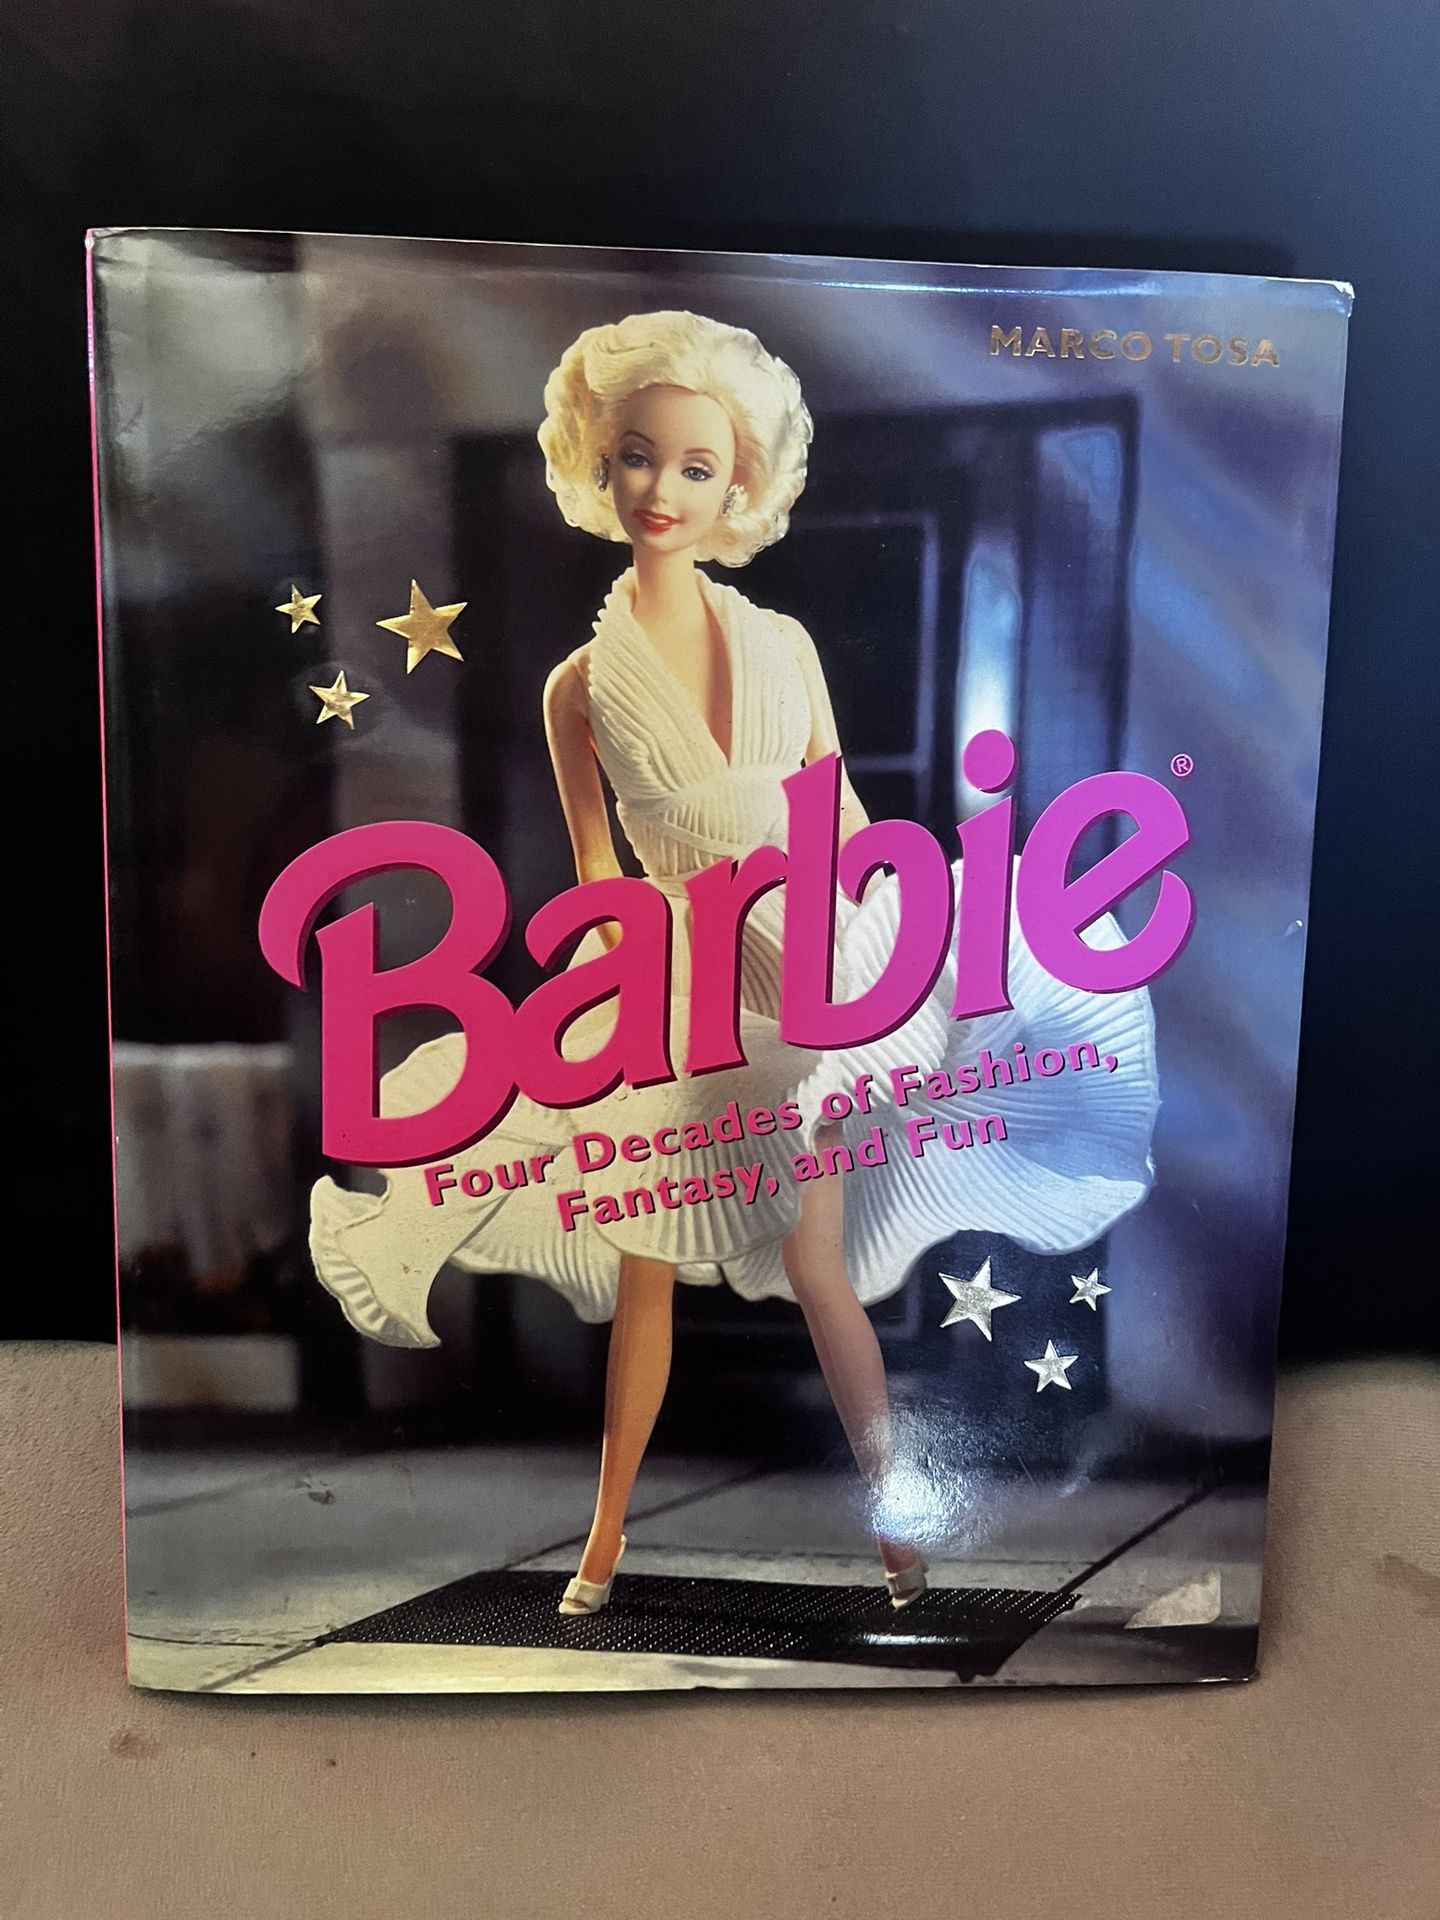 MARCO TOSA
Barbie®
Four Decades of Fashion,
Fantasy, and Fun